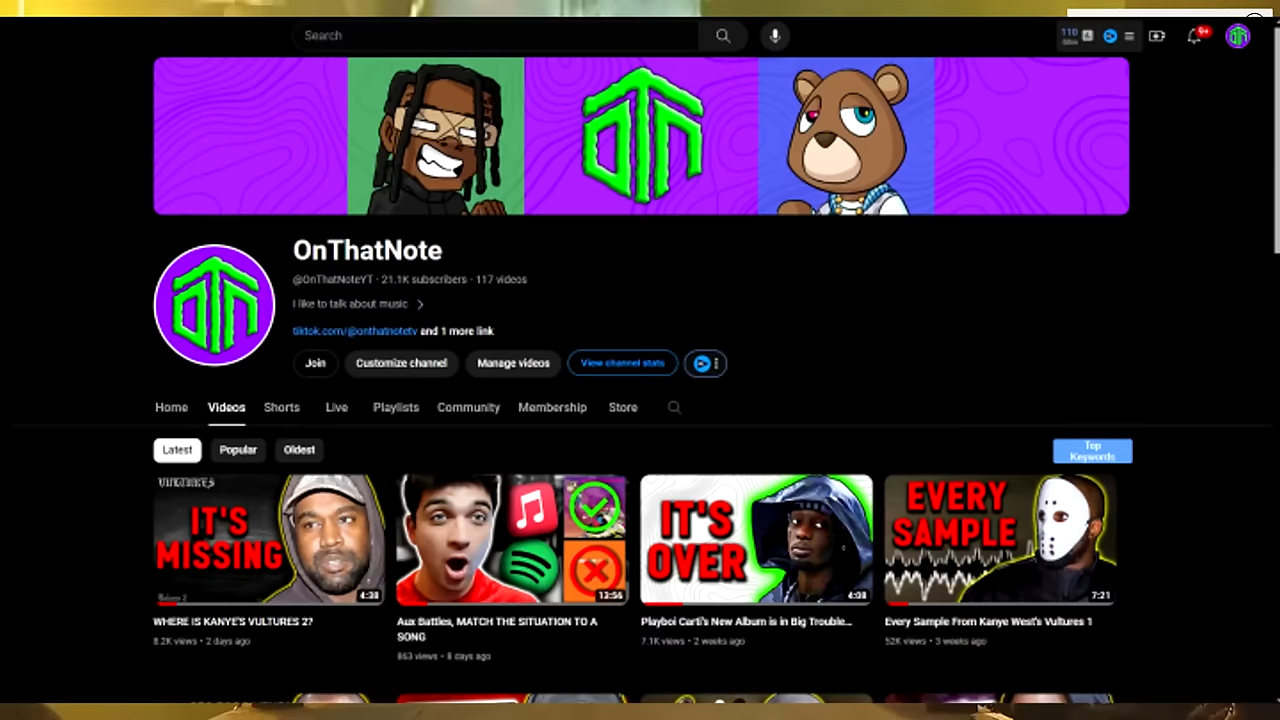 Search
110
9+
OTN
OnThatNote
@OnThatNoteYT · 21.1K subscribers · 117 videos
I like to talk about music
tiktok.com/@onthatnotetv and 1 more link
Join
Customize channel
Manage videos
View channel stats
Home
Videos
Shorts
Live
Playlists
Community
Membership
Store
Latest
Popular
Oldest
Top
Keywords
VULTURES
IT'S
MISSING
4:38
12:56
IT'S
OVER
4:08
EVERY
SAMPLE
7:21
WHERE IS KANYE'S VULTURES 2?
8.2K views • 2 days ago
Aux Battles, MATCH THE SITUATION TO A
SONG
863 views • 8 days ago
Playboi Carti's New Album is in Big Trouble...
7.1K views • 2 weeks ago
Every Sample From Kanye West's Vultures 1
52K views • 3 weeks ago